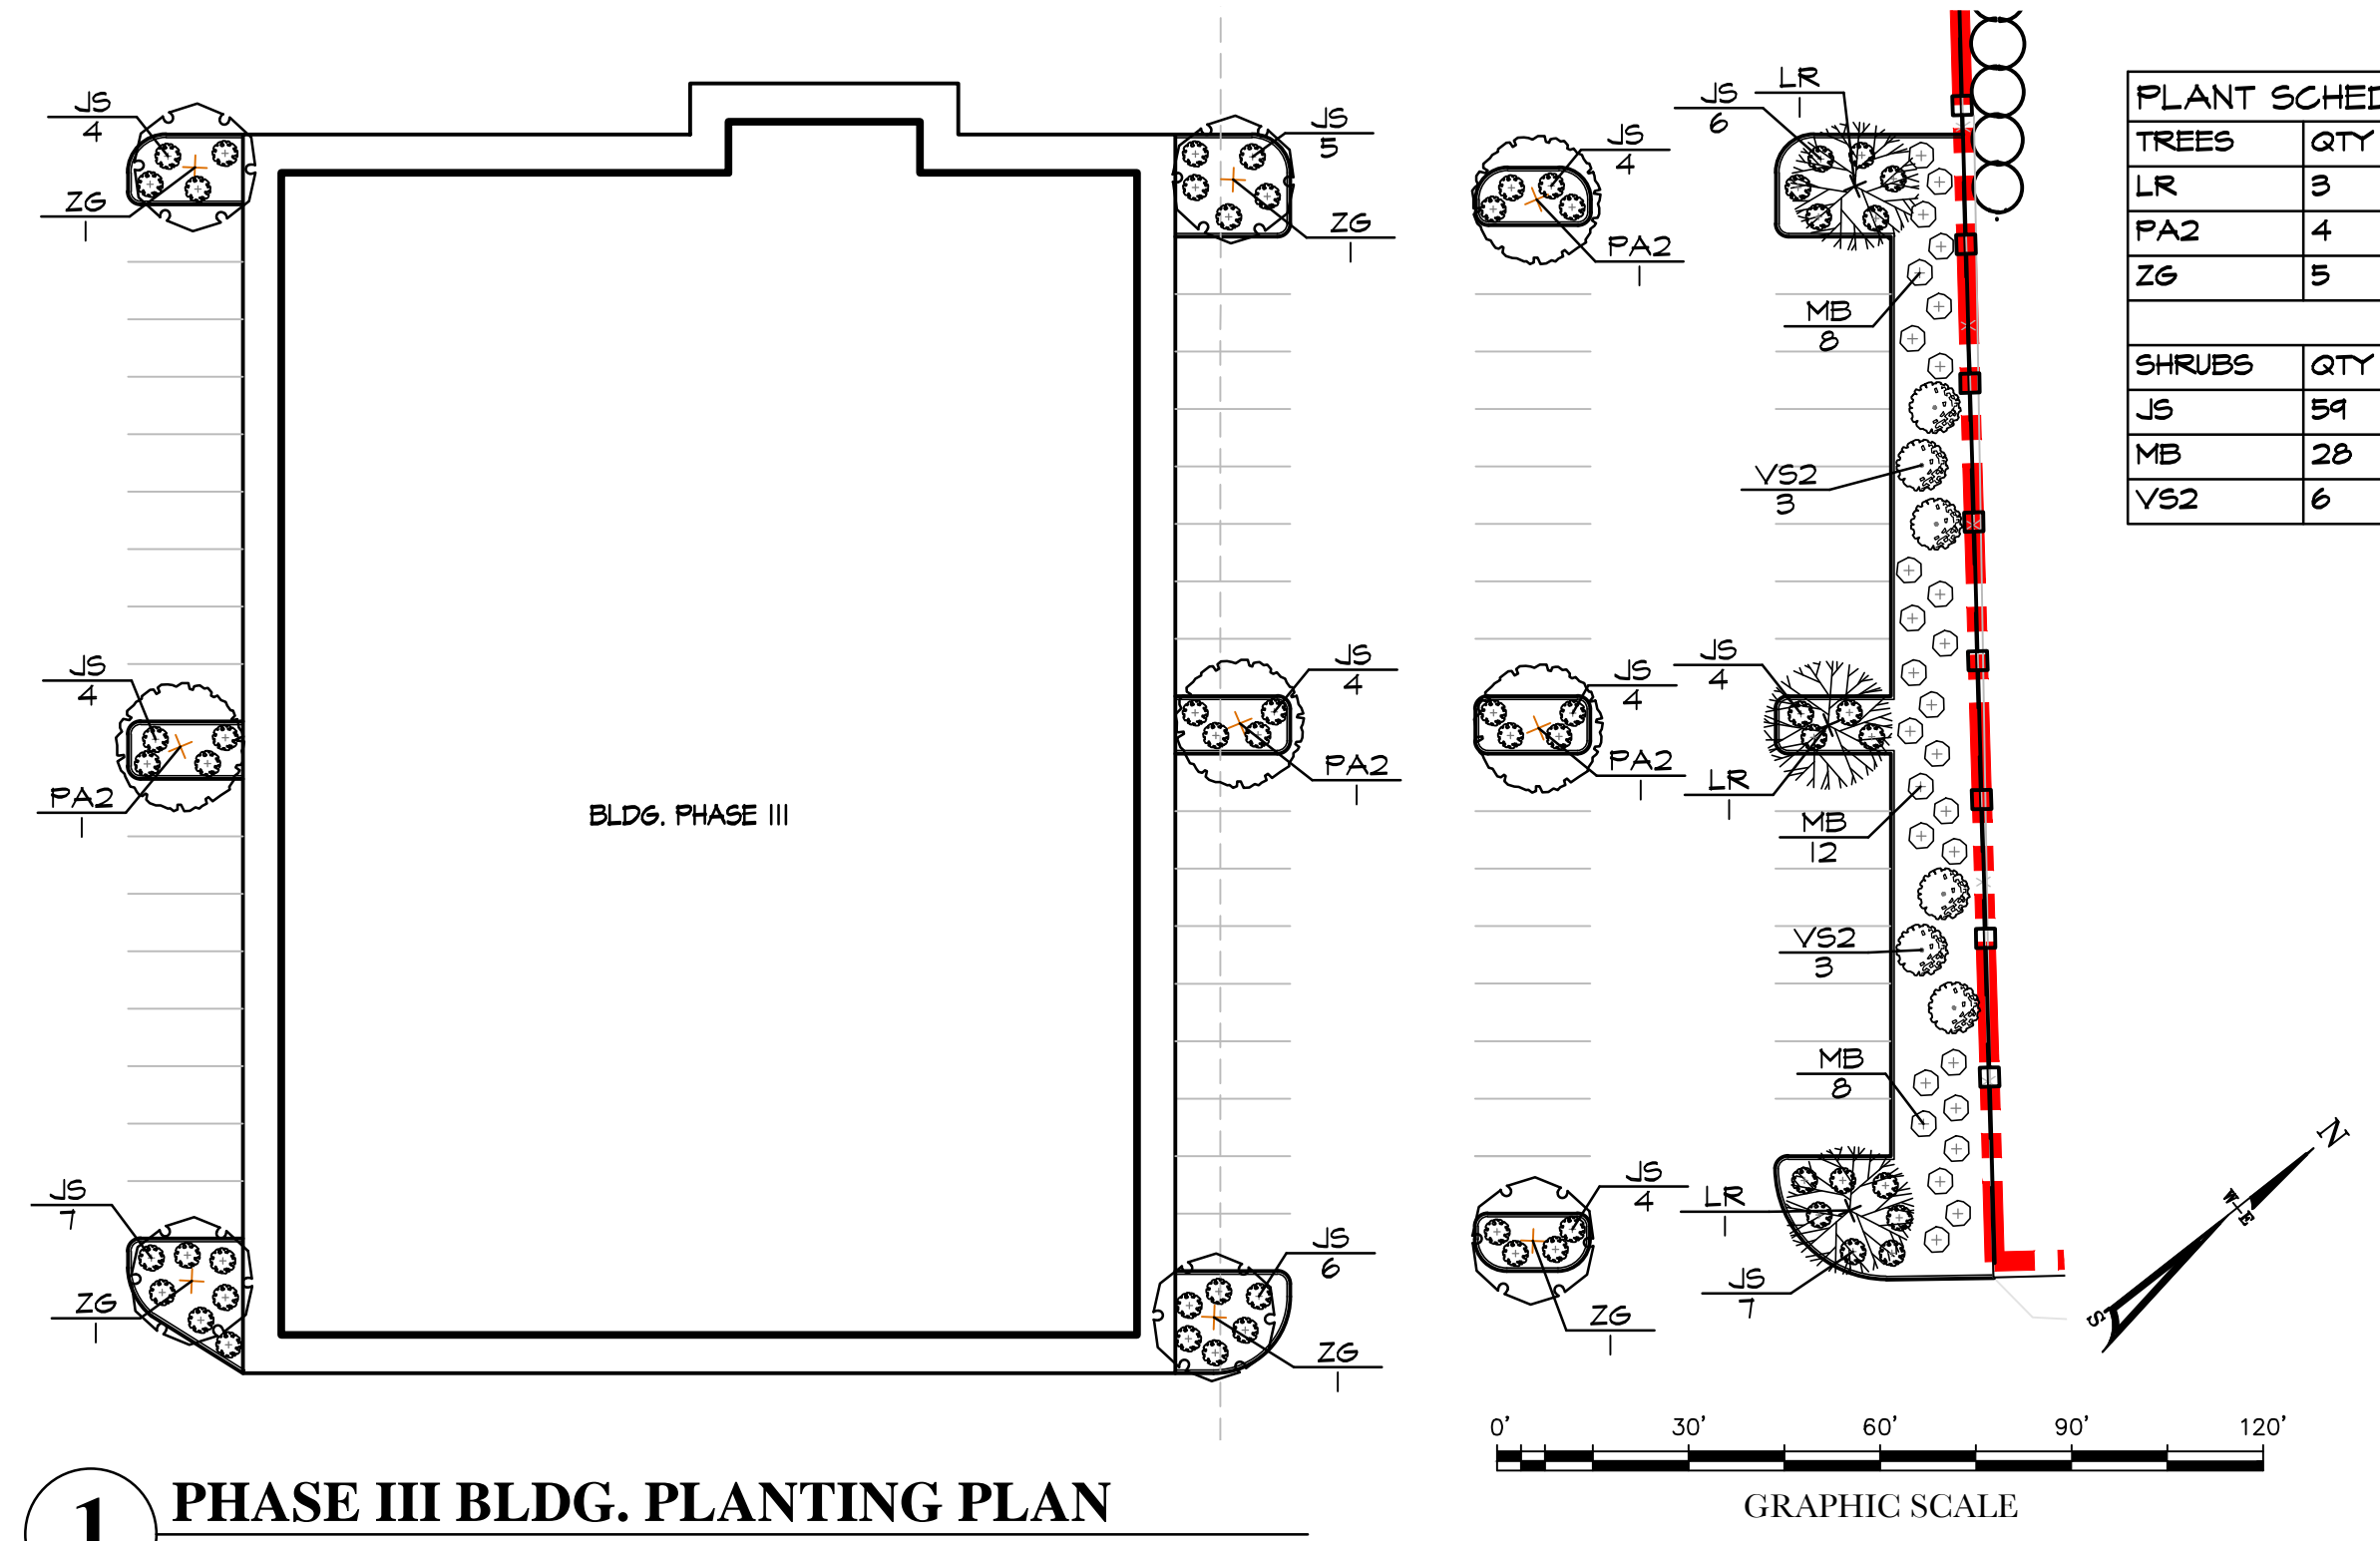 JS
4
ZG
1
JS
5
ZG
1
JS
4
PA2
1
JS
6
LR
1
MB
8
VS2
3
JS
4
PA2
1
JS
4
PA2
1
JS
4
PA2
1
JS
4
LR
1
MB
12
VS2
3
MB
8
JS
7
ZG
1
JS
6
ZG
1
JS
4
ZG
1
LR
1
JS
7
BLDG. PHASE III
PLANT SCHED
TREES QTY
LR 3
PA2 4
ZG 5
SHRUBS QTY
JS 59
MB 28
VS2 6
N
W E
S
0' 30' 60' 90' 120'
GRAPHIC SCALE
1 PHASE III BLDG. PLANTING PLAN